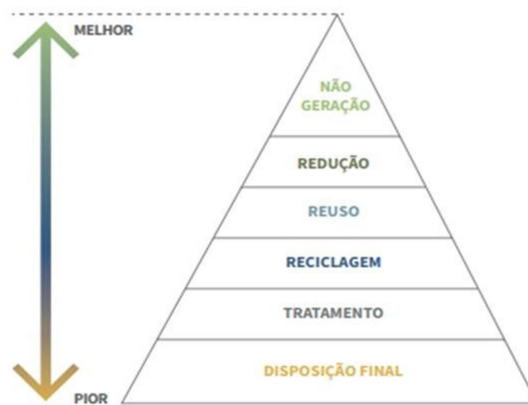 MELHOR
NÃO
GERAÇÃO
REDUÇÃO
REUSO
RECICLAGEM
TRATAMENTO
DISPOSIÇÃO FINAL
PIOR